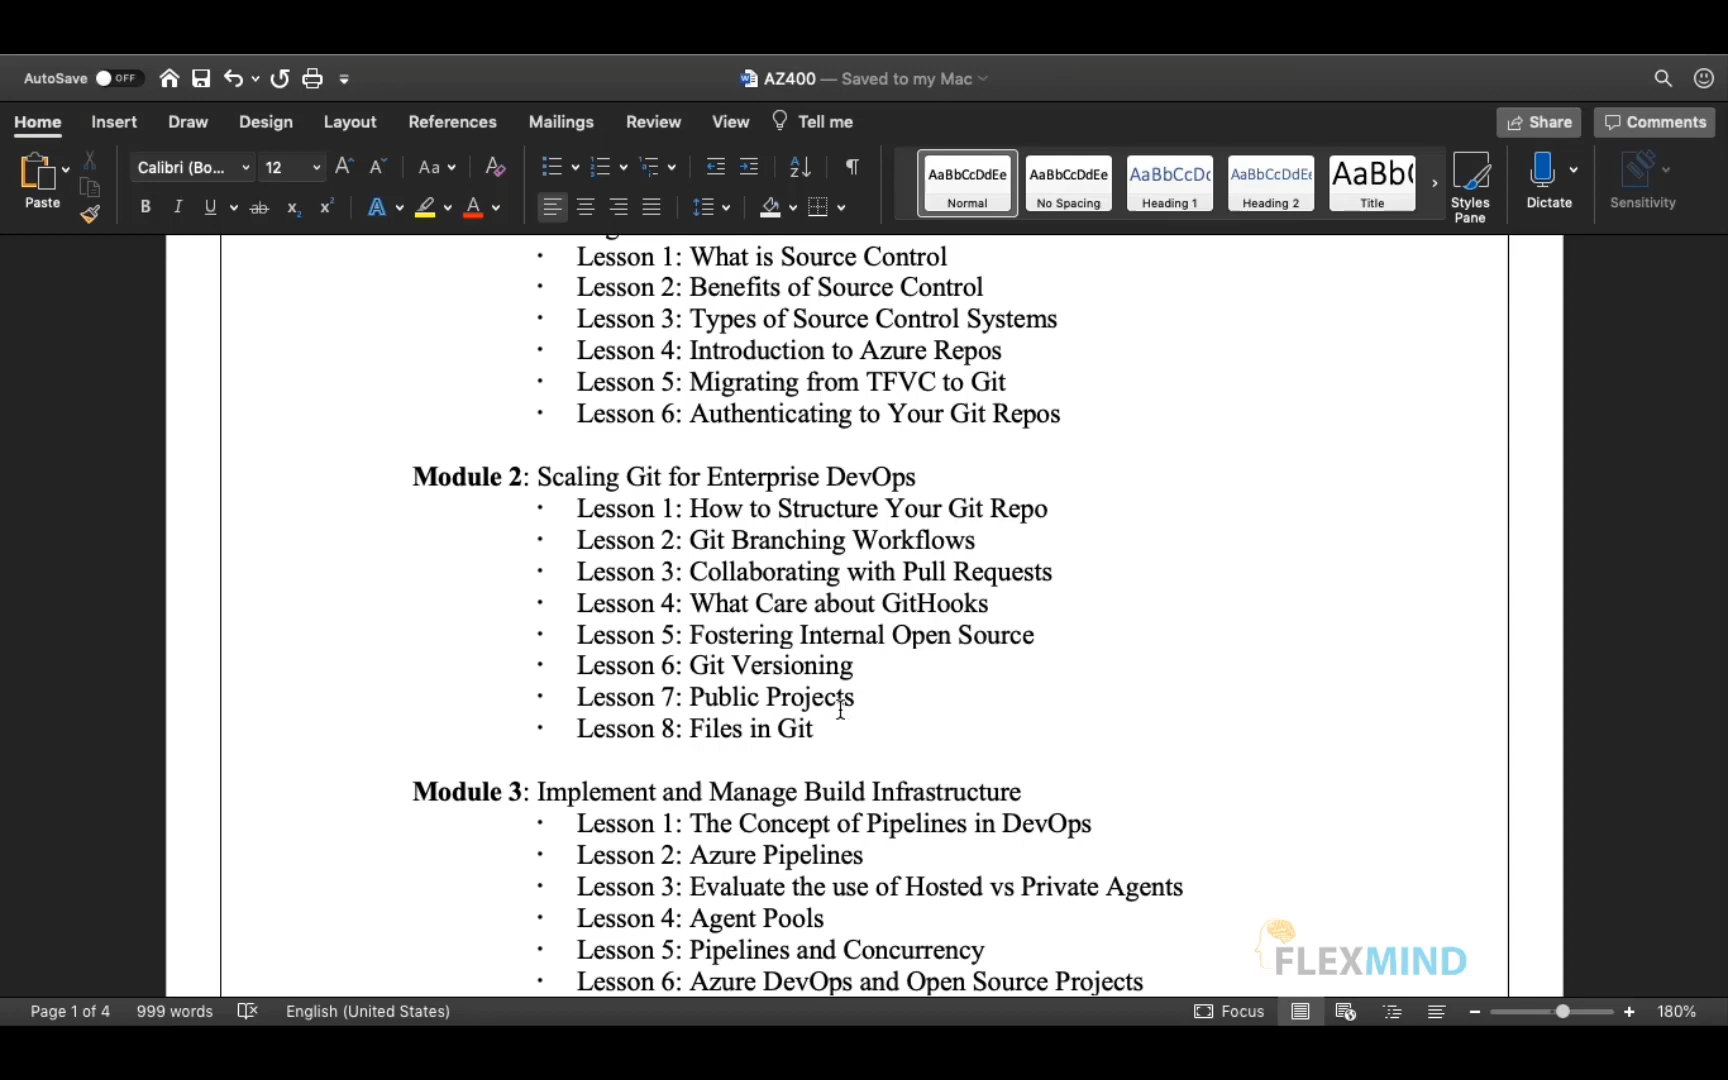 AutoSave OFF AZ400 — Saved to my Mac
Home Insert Draw Design Layout References Mailings Review View Tell me Share Comments
Paste Calibri (Bo... 12 Aa AaBbCcDdEe Normal AaBbCcDdEe No Spacing AaBbCcDc Heading 1 AaBbCcDdEe Heading 2 AaBb( Title Styles Pane Dictate Sensitivity
· Lesson 1: What is Source Control
· Lesson 2: Benefits of Source Control
· Lesson 3: Types of Source Control Systems
· Lesson 4: Introduction to Azure Repos
· Lesson 5: Migrating from TFVC to Git
· Lesson 6: Authenticating to Your Git Repos
Module 2: Scaling Git for Enterprise DevOps
· Lesson 1: How to Structure Your Git Repo
· Lesson 2: Git Branching Workflows
· Lesson 3: Collaborating with Pull Requests
· Lesson 4: What Care about GitHooks
· Lesson 5: Fostering Internal Open Source
· Lesson 6: Git Versioning
· Lesson 7: Public Projects
· Lesson 8: Files in Git
Module 3: Implement and Manage Build Infrastructure
· Lesson 1: The Concept of Pipelines in DevOps
· Lesson 2: Azure Pipelines
· Lesson 3: Evaluate the use of Hosted vs Private Agents
· Lesson 4: Agent Pools
· Lesson 5: Pipelines and Concurrency
· Lesson 6: Azure DevOps and Open Source Projects
FLEXMIND
Page 1 of 4 999 words English (United States) Focus 180%